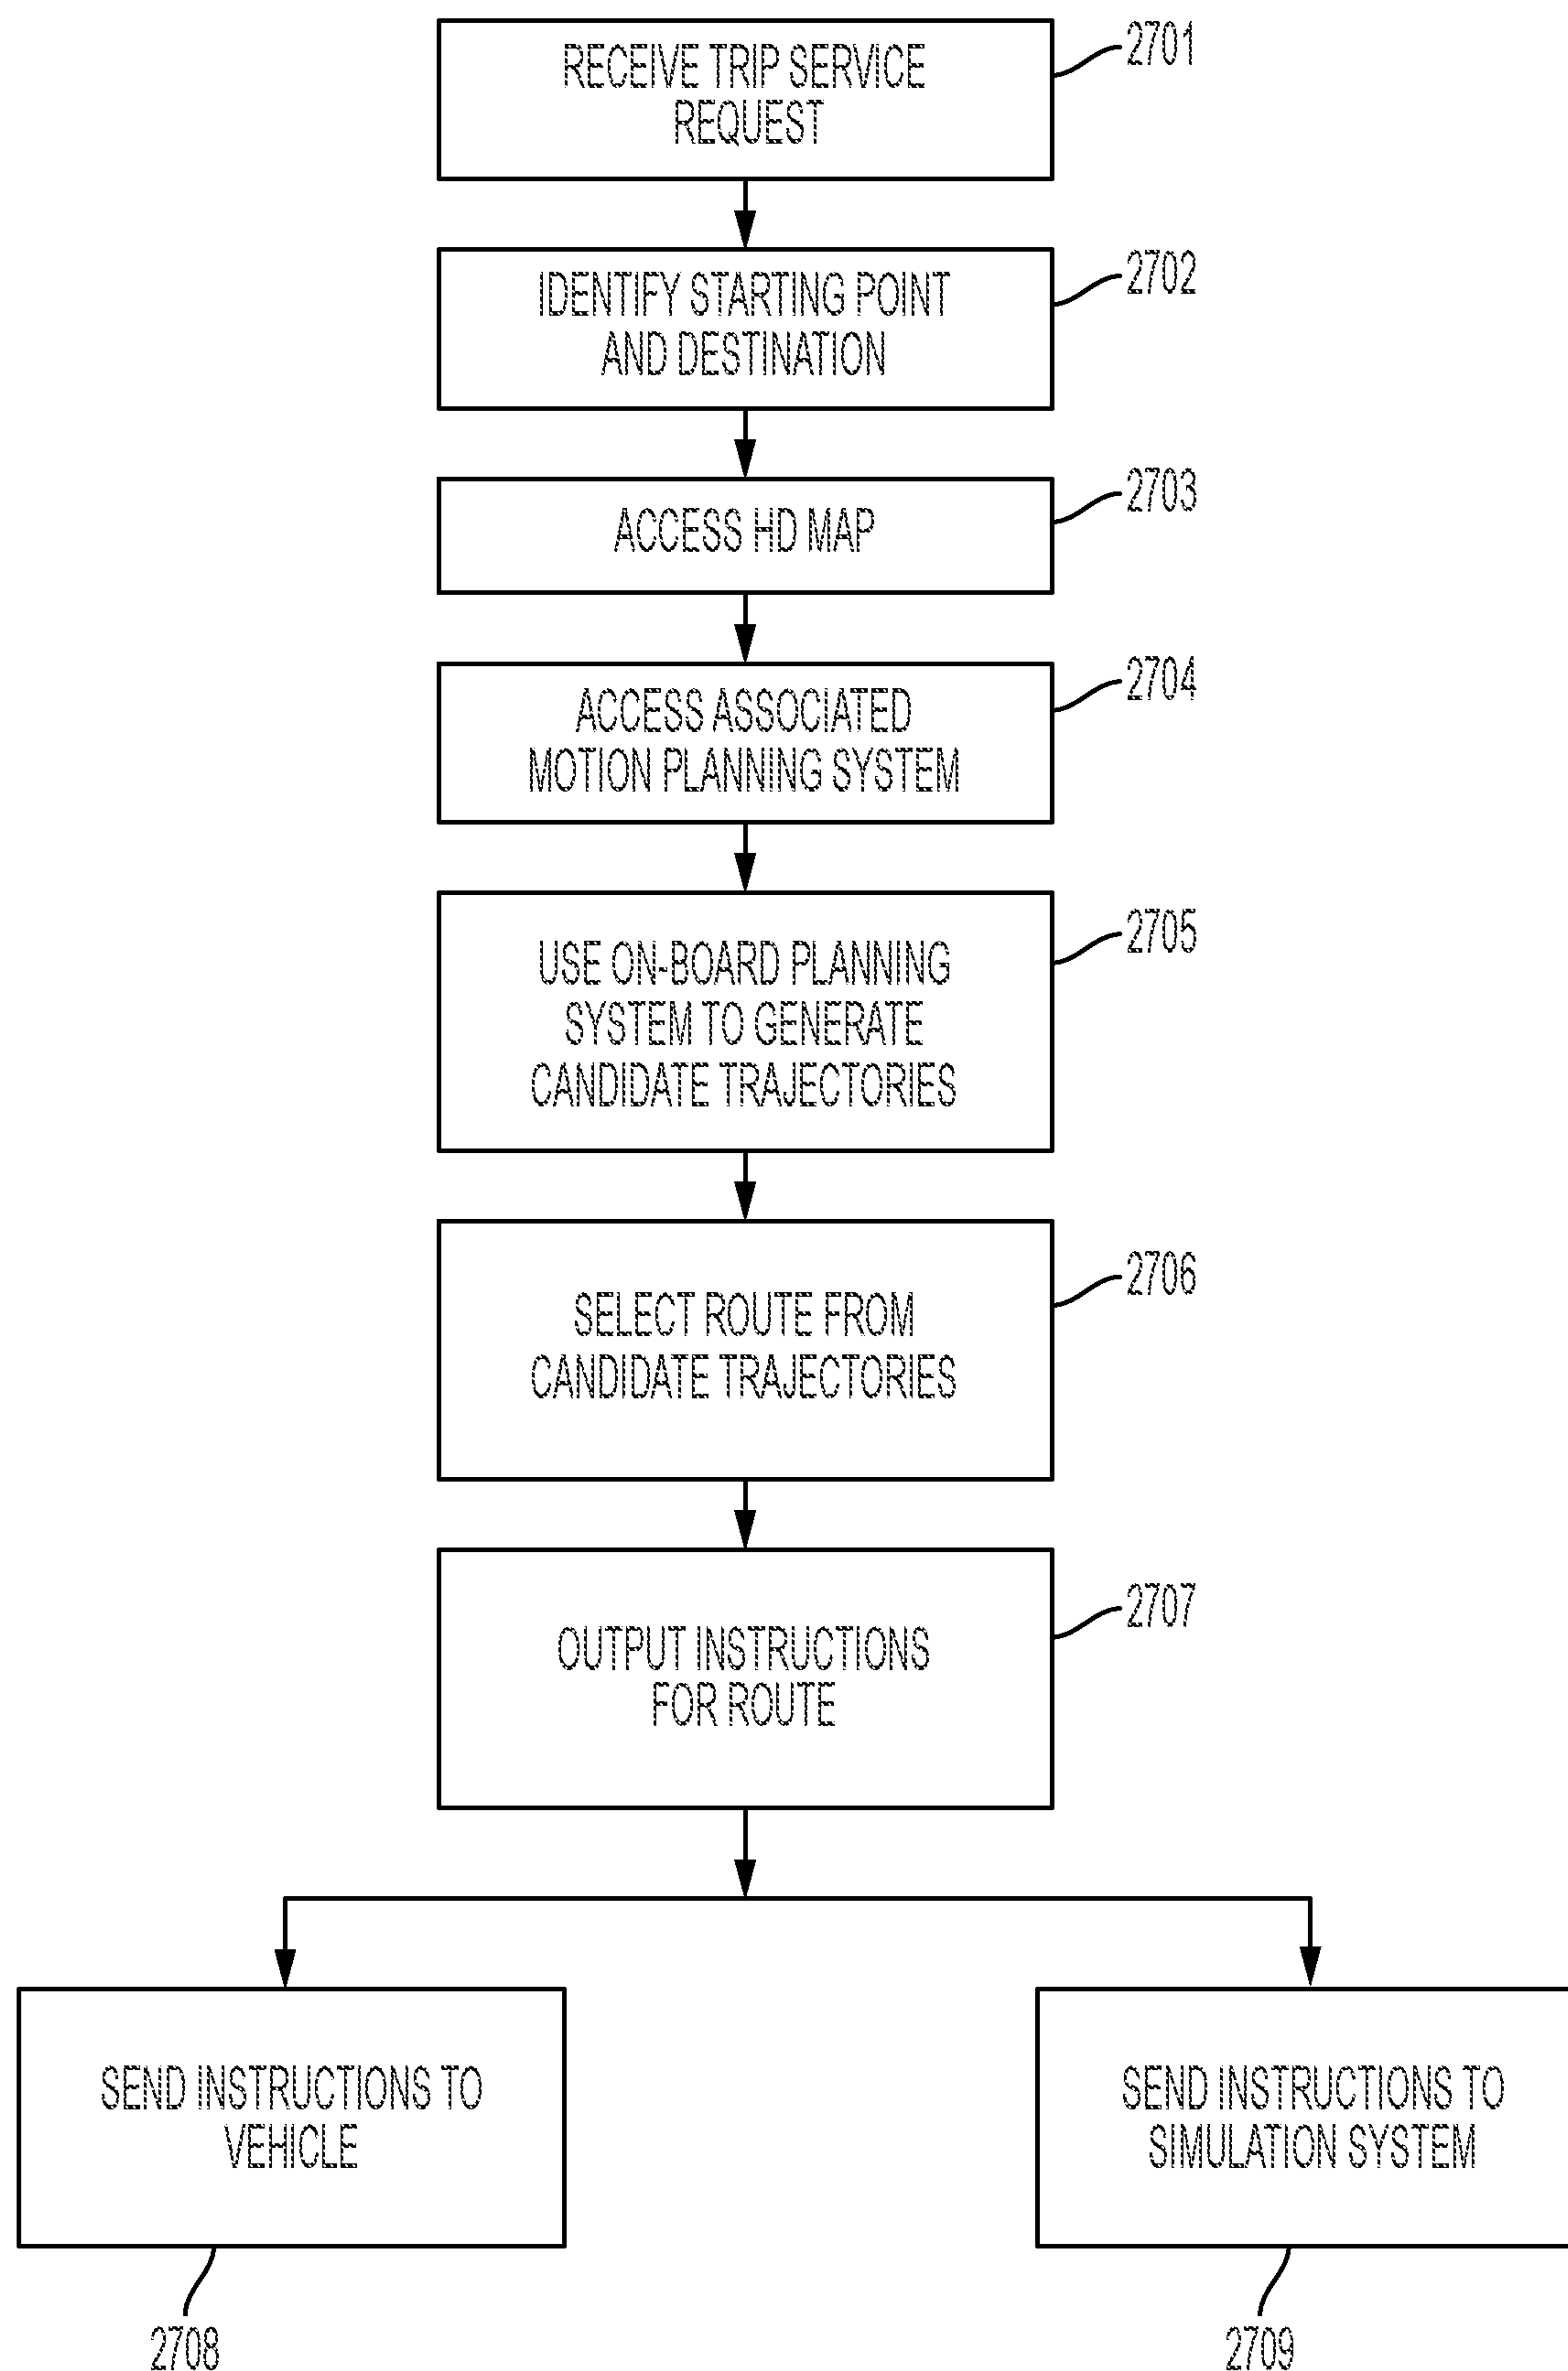 RECEIVE TRIP SERVICE
REQUEST
2701
IDENTIFY STARTING POINT
AND DESTINATION
2702
ACCESS HD MAP
2703
ACCESS ASSOCIATED
MOTION PLANNING SYSTEM
2704
USE ON-BOARD PLANNING
SYSTEM TO GENERATE
CANDIDATE TRAJECTORIES
2705
SELECT ROUTE FROM
CANDIDATE TRAJECTORIES
2706
OUTPUT INSTRUCTIONS
FOR ROUTE
2707
SEND INSTRUCTIONS TO
VEHICLE
2708
SEND INSTRUCTIONS TO
SIMULATION SYSTEM
2709